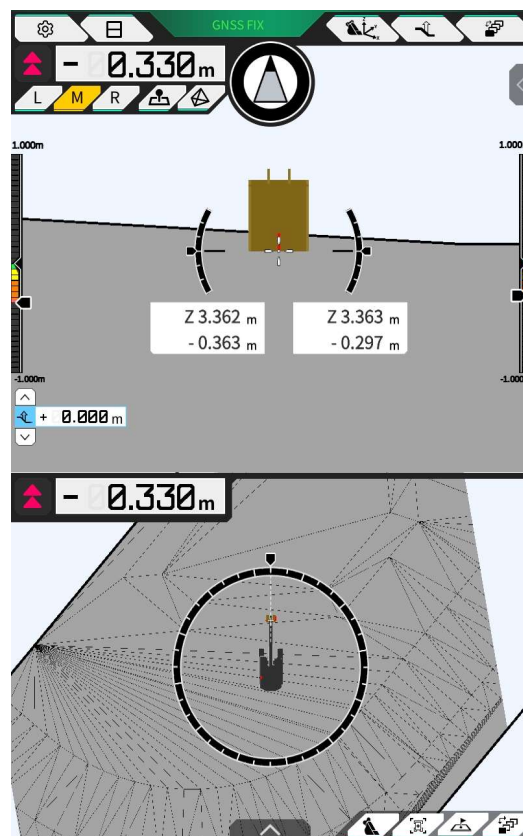 GNSS FIX
- 0.330 m
L M R
1.000m
1.000
Z 3.362 m
- 0.363 m
Z 3.363 m
- 0.297 m
-1.000m
-1.000
+ 0.000 m
- 0.330 m